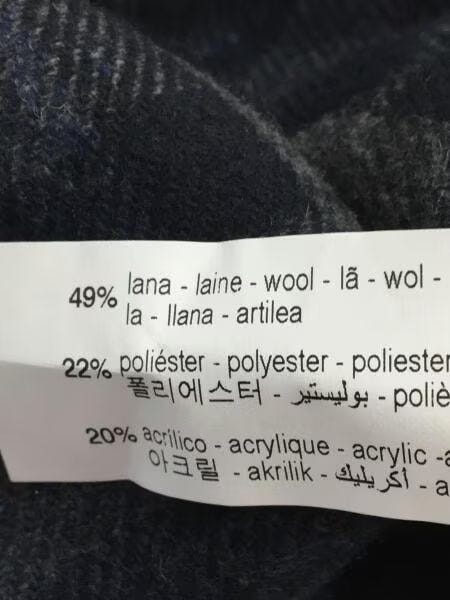 49% lana - laine - wool - lã - wol -
la - llana - artilea
22% poliéster - polyester - poliester
폴리에스터 - بوليستير - poliè
20% acrílico - acrylique - acrylic - a
아크릴 - akrilik - أكريليك - a